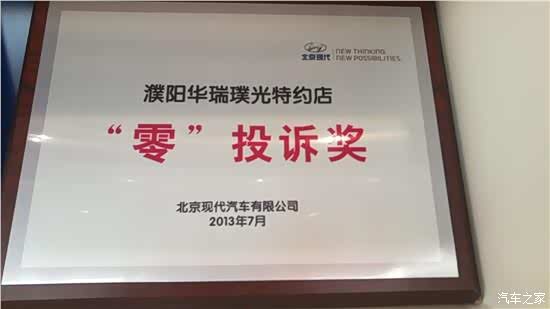 北京现代
NEW THINKING.
NEW POSSIBILITIES.
濮阳华瑞璞光特约店
“零”投诉奖
北京现代汽车有限公司
2013年7月
汽车之家